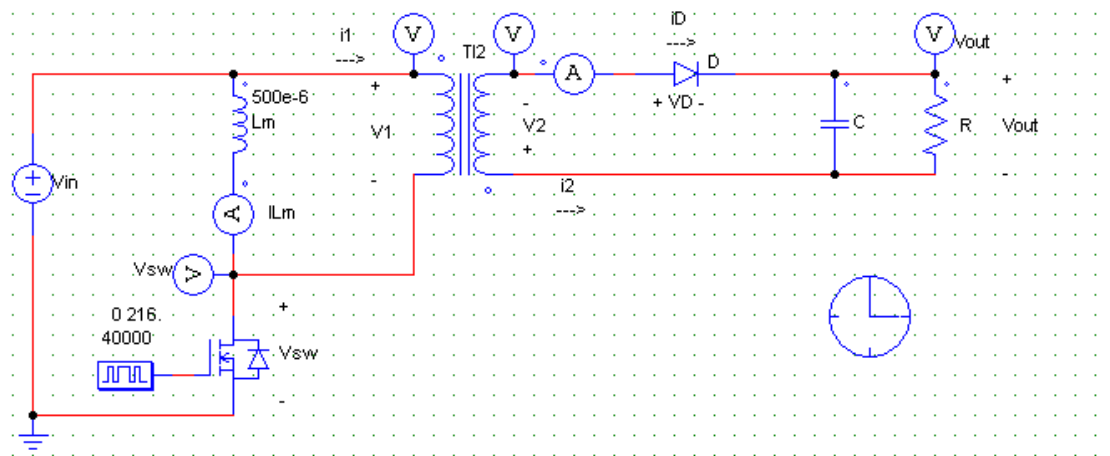 i1
--->
V
TI2
V
iD
--->
D
V
Vout
500e-6
Lm
+
V1
-
-
V2
+
A
+ VD -
C
R
+
Vout
-
Vin
A
ILm
i2
--->
Vsw
V
0 216.
40000
+
Vsw
-